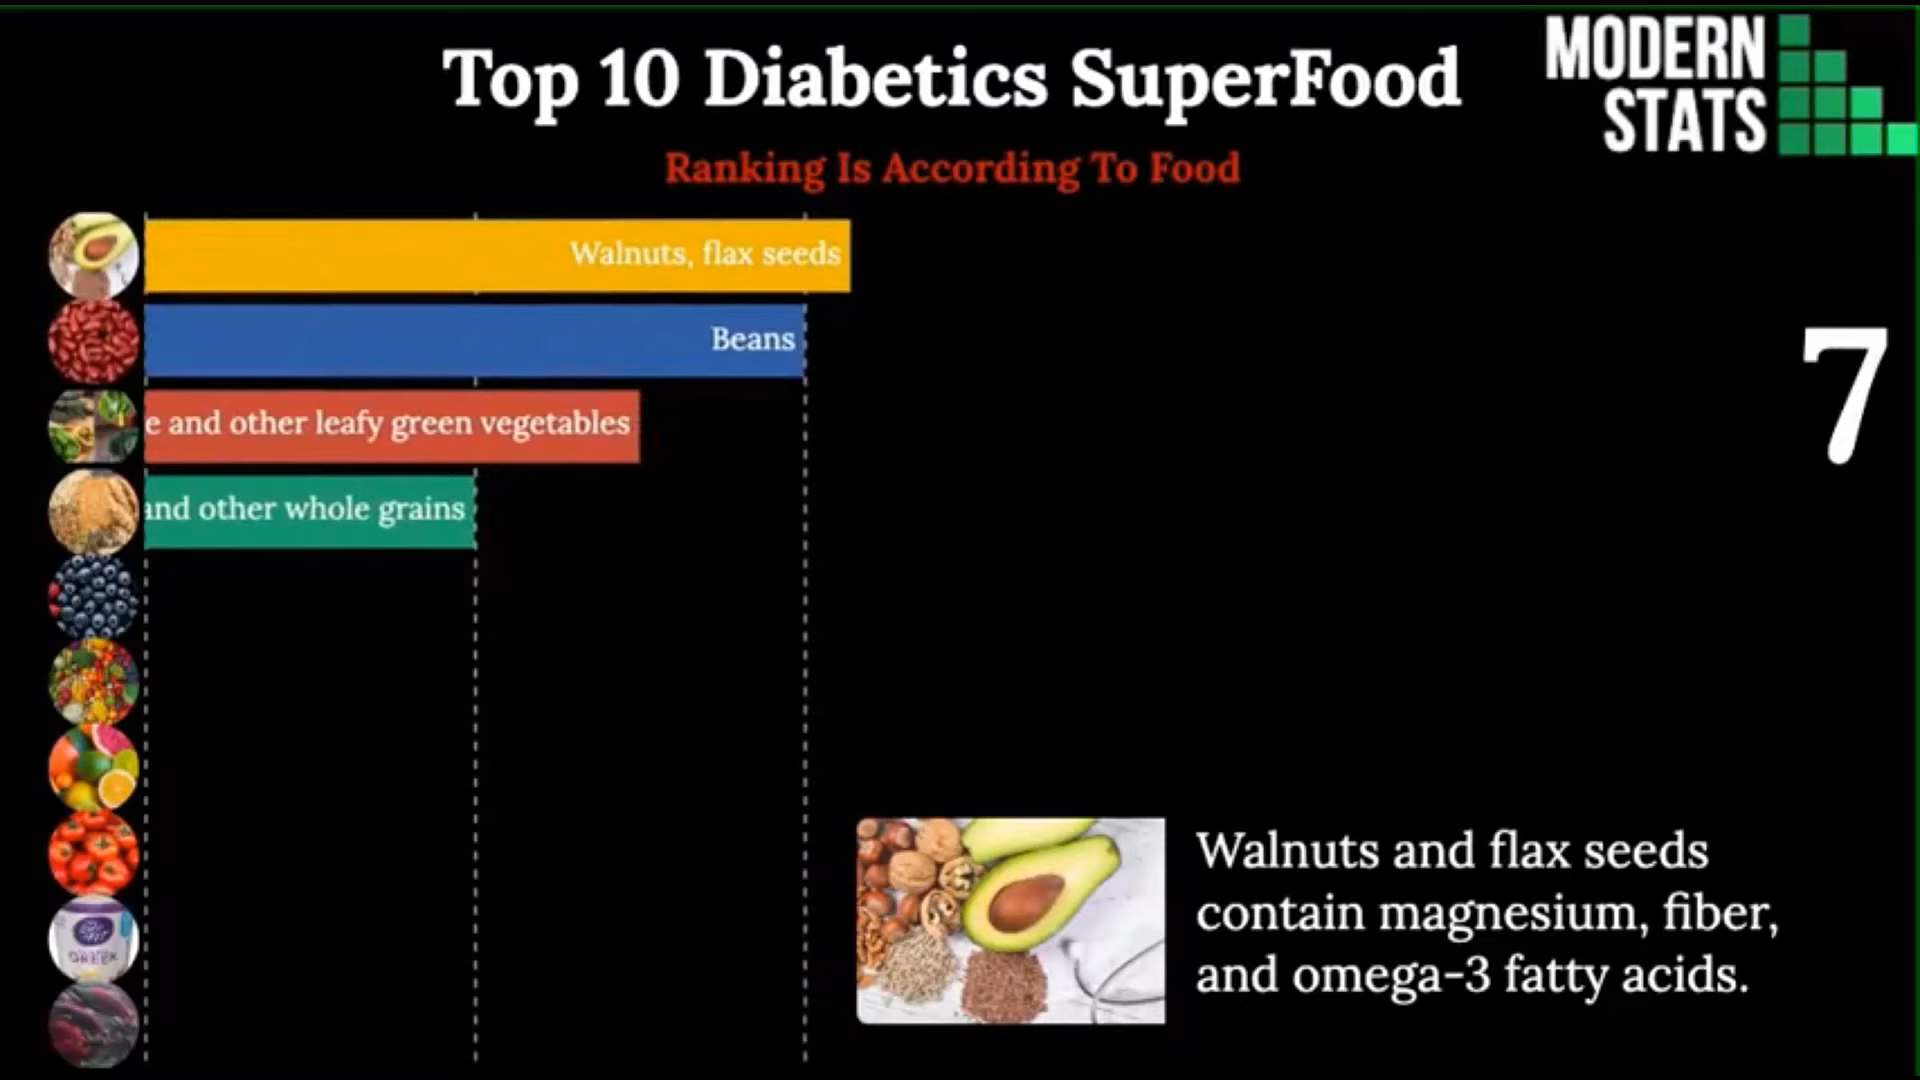 Top 10 Diabetics SuperFood
MODERN
STATS
Ranking Is According To Food
Walnuts, flax seeds
Beans
7
e and other leafy green vegetables
and other whole grains
Walnuts and flax seeds
contain magnesium, fiber,
and omega-3 fatty acids.
GREEK